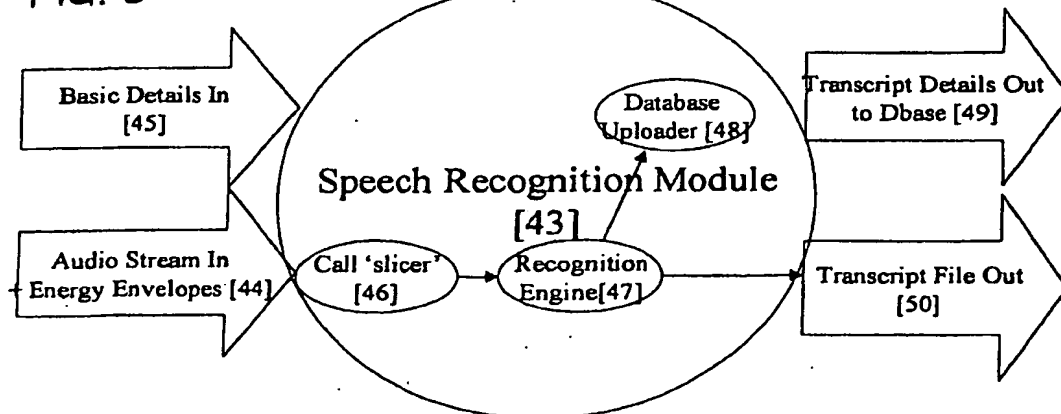 Basic Details In
[45]
Database
Uploader [48]
Transcript Details Out
to Dbase [49]
Speech Recognition Module
[43]
Audio Stream In
+ Energy Envelopes [44]
Call 'slicer'
[46]
Recognition
Engine[47]
Transcript File Out
[50]